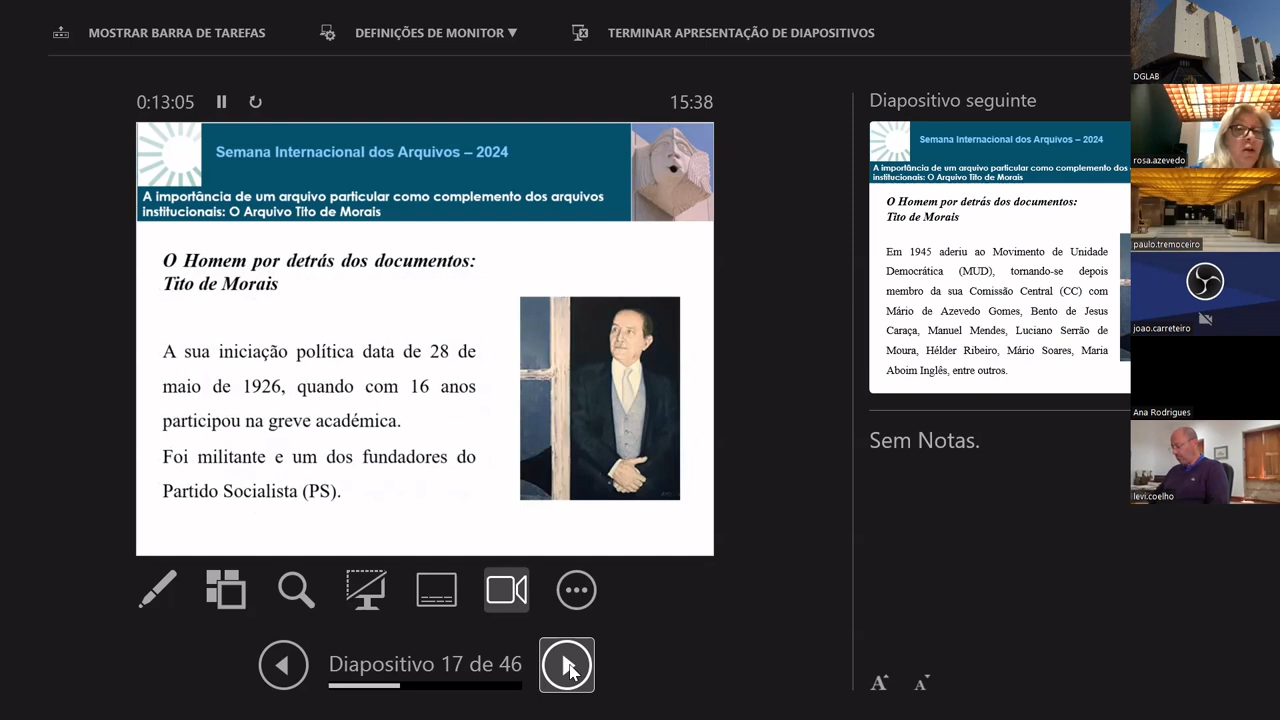 MOSTRAR BARRA DE TAREFAS
DEFINIÇÕES DE MONITOR ▼
TERMINAR APRESENTAÇÃO DE DIAPOSITIVOS
0:13:05
15:38
Semana Internacional dos Arquivos – 2024
A importância de um arquivo particular como complemento dos arquivos
institucionais: O Arquivo Tito de Morais
O Homem por detrás dos documentos:
Tito de Morais
A sua iniciação política data de 28 de
maio de 1926, quando com 16 anos
participou na greve académica.
Foi militante e um dos fundadores do
Partido Socialista (PS).
Diapositivo 17 de 46
Diapositivo seguinte
Semana Internacional dos Arquivos – 2024
A importância de um arquivo particular como complemento dos
institucionais: O Arquivo Tito de Morais
O Homem por detrás dos documentos:
Tito de Morais
Em 1945 aderiu ao Movimento de Unidade
Democrática (MUD), tornando-se depois
membro da sua Comissão Central (CC) com
Mário de Azevedo Gomes, Bento de Jesus
Caraça, Manuel Mendes, Luciano Serrão de
Moura, Hélder Ribeiro, Mário Soares, Maria
Aboim Inglês, entre outros.
Sem Notas.
A A
DGLAB
rosa.azevedo
paulo.tremoceiro
joao.carreteiro
Ana Rodrigues
levi.coelho